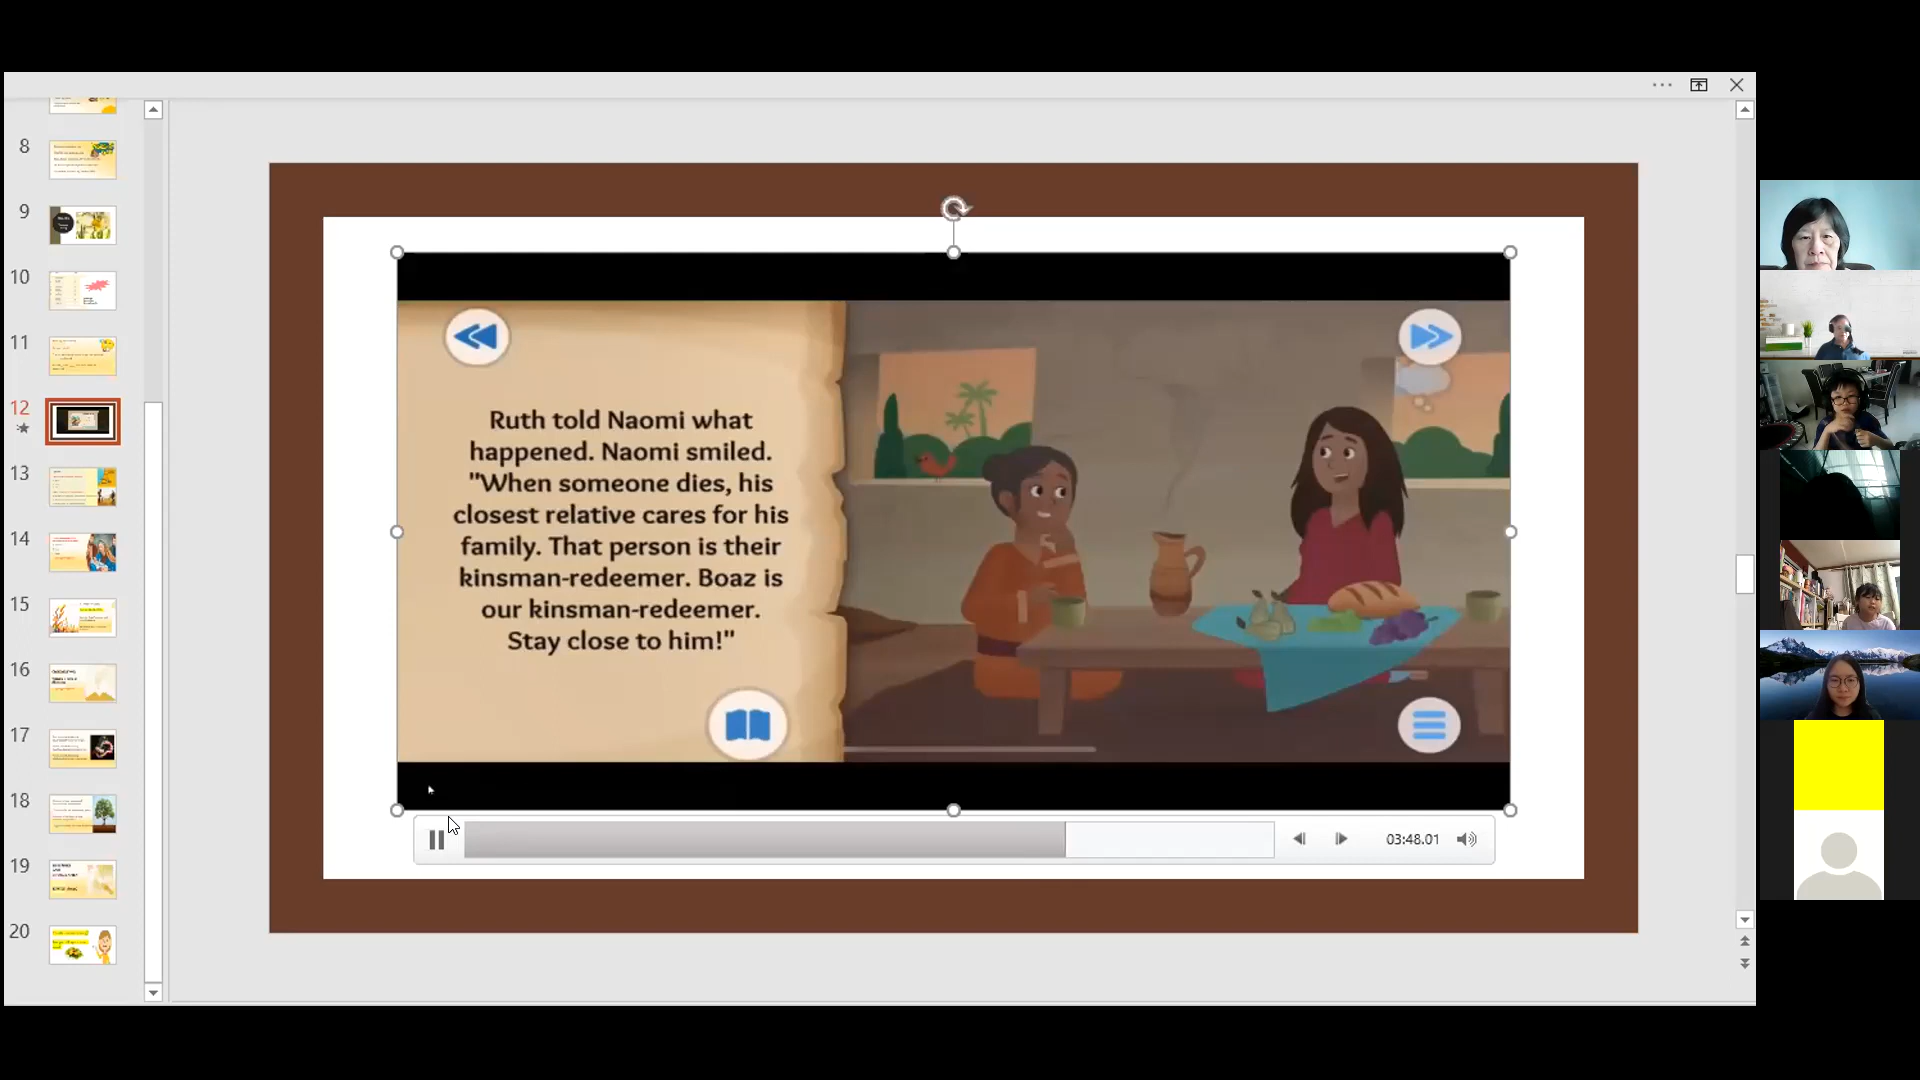 8
9
10
11
12
13
14
15
16
17
18
19
20
Ruth told Naomi what
happened. Naomi smiled.
"When someone dies, his
closest relative cares for his
family. That person is their
kinsman-redeemer. Boaz is
our kinsman-redeemer.
Stay close to him!"
03:48.01